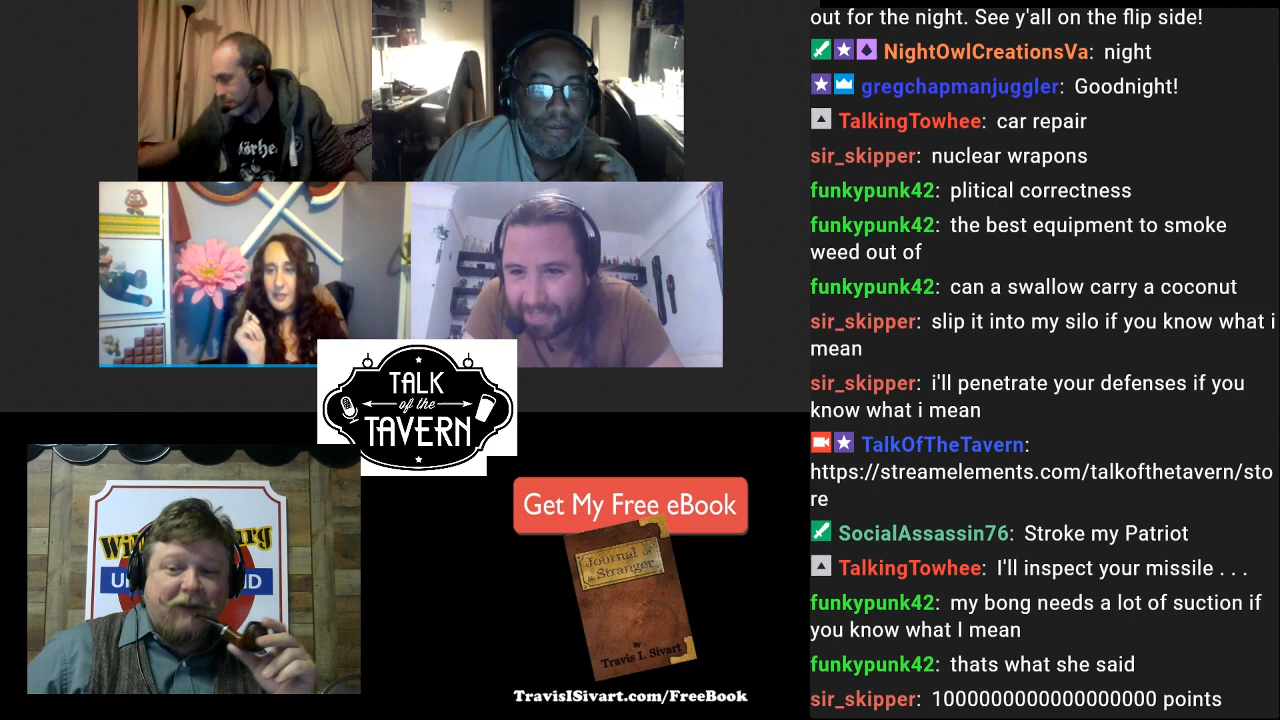 out for the night. See y'all on the flip side!
NightOwlCreationsVa: night
gregchapmanjuggler: Goodnight!
TalkingTowhee: car repair
sir_skipper: nuclear wrapons
funkypunk42: plitical correctness
funkypunk42: the best equipment to smoke
weed out of
funkypunk42: can a swallow carry a coconut
sir_skipper: slip it into my silo if you know what i
mean
sir_skipper: i'll penetrate your defenses if you
know what i mean
TalkOfTheTavern:
https://streamelements.com/talkofthetavern/sto
re
SocialAssassin76: Stroke my Patriot
TalkingTowhee: I'll inspect your missile . . .
funkypunk42: my bong needs a lot of suction if
you know what I mean
funkypunk42: thats what she said
sir_skipper: 1000000000000000000 points
TALK
of the
TAVERN
Get My Free eBook
Journal of
a Stranger
By
Travis I. Sivart
TravisISivart.com/FreeBook